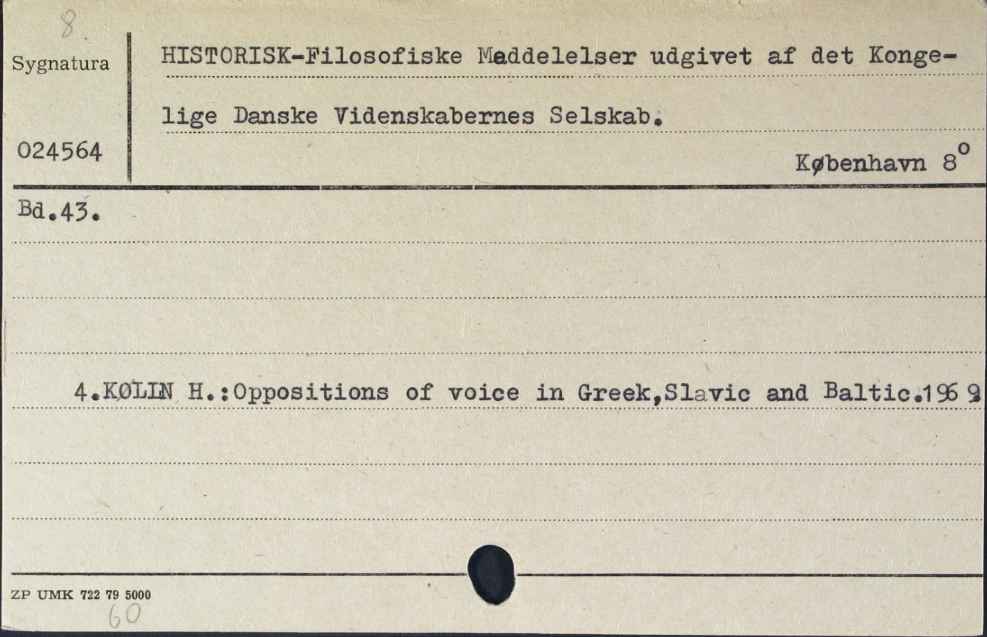 8.
Sygnatura
HISTORISK-Filosofiske Meddelelser udgivet af det Konge-
lige Danske Videnskabernes Selskab.
024564
København 8°
Bd.43.
4.KØLIN H.:Oppositions of voice in Greek,Slavic and Baltic.1969
ZP UMK 722 79 5000
60